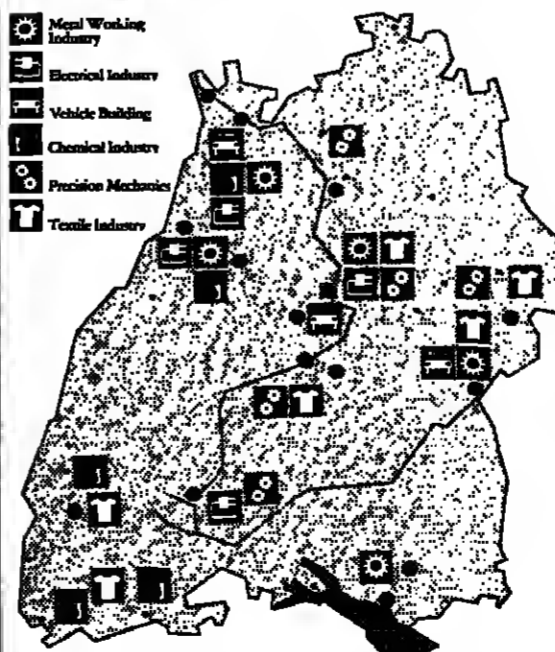 Metal Working
Industry
Electrical Industry
Vehicle Building
Chemical Industry
Precision Mechanics
Textile Industry